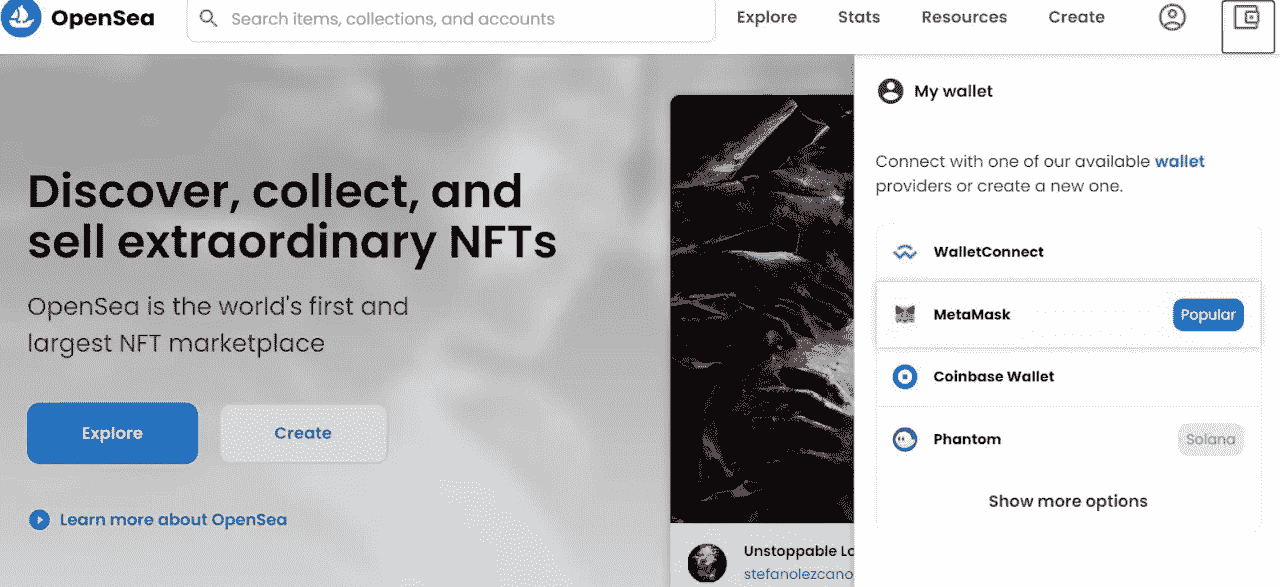 OpenSea
Search items, collections, and accounts
Explore
Stats
Resources
Create
My wallet
Connect with one of our available wallet
providers or create a new one.
WalletConnect
MetaMask
Popular
Coinbase Wallet
Phantom
Solana
Show more options
Discover, collect, and
sell extraordinary NFTs
OpenSea is the world's first and
largest NFT marketplace
Explore
Create
Learn more about OpenSea
Unstoppable
stefanolezcano